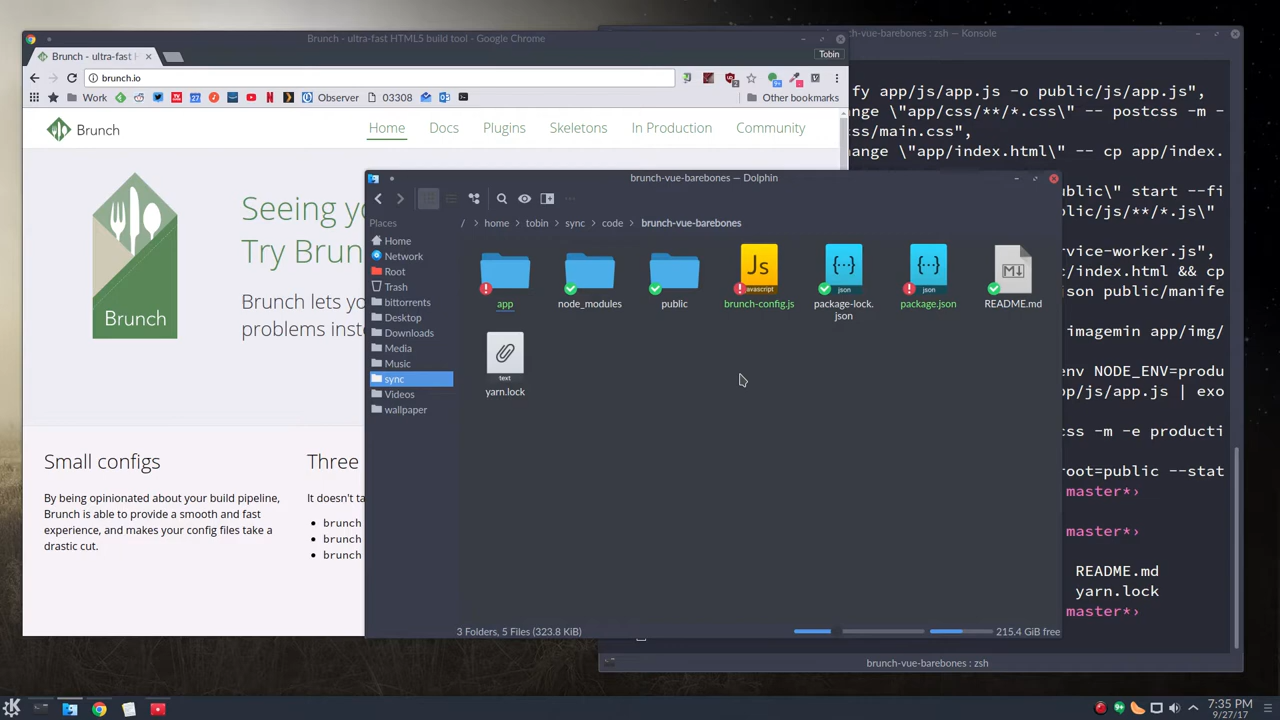 Brunch - ultra-fast HTML5 build tool - Google Chrome
Brunch - ultra-fast H
Tobin
brunch.io
Work
Observer
03308
Other bookmarks
Brunch
Home
Docs
Plugins
Skeletons
In Production
Community
Seeing yo
Try Brun
Brunch lets yo
problems inst
Brunch
Small configs
By being opinionated about your build pipeline,
Brunch is able to provide a smooth and fast
experience, and makes your config files take a
drastic cut.
Three
It doesn't ta
brunch
brunch
brunch
brunch-vue-barebones — Dolphin
/ home tobin sync code brunch-vue-barebones
Places
Home
Network
Root
Trash
bittorrents
Desktop
Downloads
Media
Music
sync
Videos
wallpaper
app
node_modules
public
Js
javascript
brunch-config.js
{··}
json
package-lock.
json
{··}
json
package.json
README.md
text
yarn.lock
3 Folders, 5 Files (323.8 KiB)
215.4 GiB free
h-vue-barebones : zsh — Konsole
fy app/js/app.js -o public/js/app.js",
nge \"app/css/**/*.css\" -- postcss -m -
ss/main.css",
hange \"app/index.html\" -- cp app/index.
public\" start --fi
s/**/*.js\"
rvice-worker.js"
c/index.html && cp
json public/manife
imagemin app/img/
env NODE_ENV=produ
/js/app.js | exo
ss -m -e producti
root=public --stat
master*›
master*›
README.md
yarn.lock
master*›
brunch-vue-barebones : zsh
7:35 PM
9/27/17